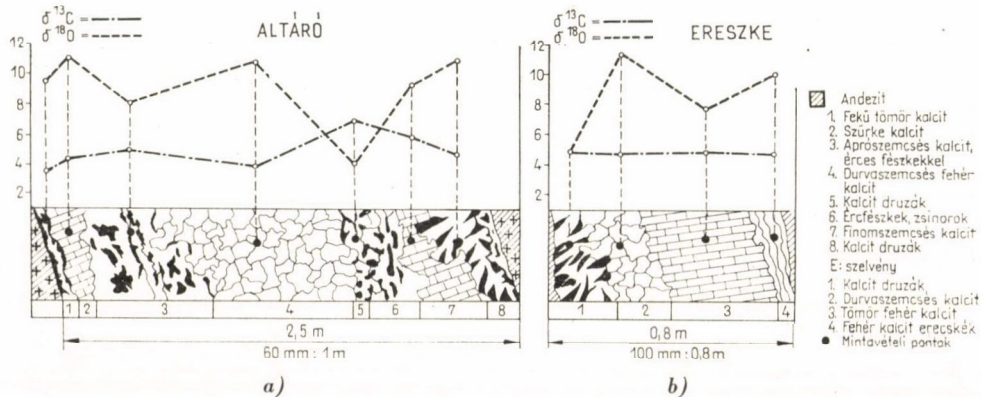 δ¹³C =
δ¹⁸O =
ALTÁRÓ
12
10
8
6
4
2
1 2 3 4 5 6 7 8
2,5 m
60 mm : 1 m
a)
δ¹³C =
δ¹⁸O =
ERESZKE
12
10
8
6
4
2
1 2 3 4
0,8 m
100 mm : 0,8 m
b)
Andezit
1. Fekü tömör kalcit
2. Szürke kalcit
3. Aprószemcsés kalcit,
érces fészkekkel
4. Durvaszemcsés fehér
kalcit
5. Kalcit druzák
6. Ércfészkek, zsinórok
7. Finomszemcsés kalcit
8. Kalcit druzák
E: szelvény
1. Kalcit druzák
2. Durvaszemcsés kalcit
3. Tömör fehér kalcit
4. Fehér kalcit erecskék
Mintavételi pontok